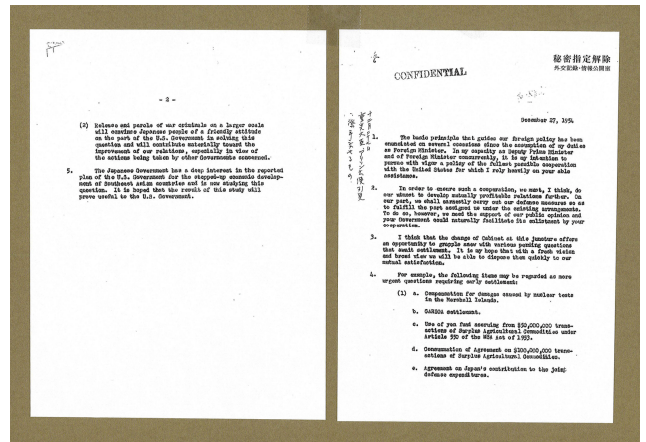 - 2 -
(2) Release and parole of war criminals on a larger scale
will convince Japanese people of a friendly attitude
on the part of the U.S. Government in solving this
question and will contribute materially toward the
improvement of our relations, especially in view of
the actions being taken by other Governments concerned.
5. The Japanese Government has a deep interest in the reported
plan of the U.S. Government for the stepped-up economic develop-
ment of Southeast Asian countries and is now studying this
question. It is hoped that the result of this study will
prove useful to the U.S. Government.
秘密指定解除
外交記録・情報公開室
CONFIDENTIAL
December 27, 1954
1. The basic principle that guides our foreign policy has been
enunciated on several occasions since the assumption of my duties
as Foreign Minister. In my capacity as Deputy Prime Minister
and of Foreign Minister concurrently, it is my intention to
pursue with vigor a policy of the fullest possible cooperation
with the United States for which I rely heavily on your able
assistance.
2. In order to ensure such a cooperation, we must, I think, do
our utmost to develop mutually profitable relations further. On
our part, we shall earnestly carry out our defense measures so as
to fulfill the part assigned us under the existing arrangements.
To do so, however, we need the support of our public opinion and
your Government could naturally facilitate its enlistment by your
cooperation.
3. I think that the change of Cabinet at this juncture offers
an opportunity to grapple anew with various pending questions
that await settlement. It is my hope that with a fresh vision
and broad view we will be able to dispose them quickly to our
mutual satisfaction.
4. For example, the following items may be regarded as more
urgent questions requiring early settlement:
(1) a. Compensation for damages caused by nuclear tests
in the Marshall Islands.
b. GARIOA settlement.
c. Use of yen fund accruing from $50,000,000 trans-
actions of Surplus Agricultural Commodities under
Article 550 of the MSA Act of 1953.
d. Consummation of Agreement on $100,000,000 trans-
actions of Surplus Agricultural Commodities.
e. Agreement on Japan's contribution to the joint
defense expenditures.